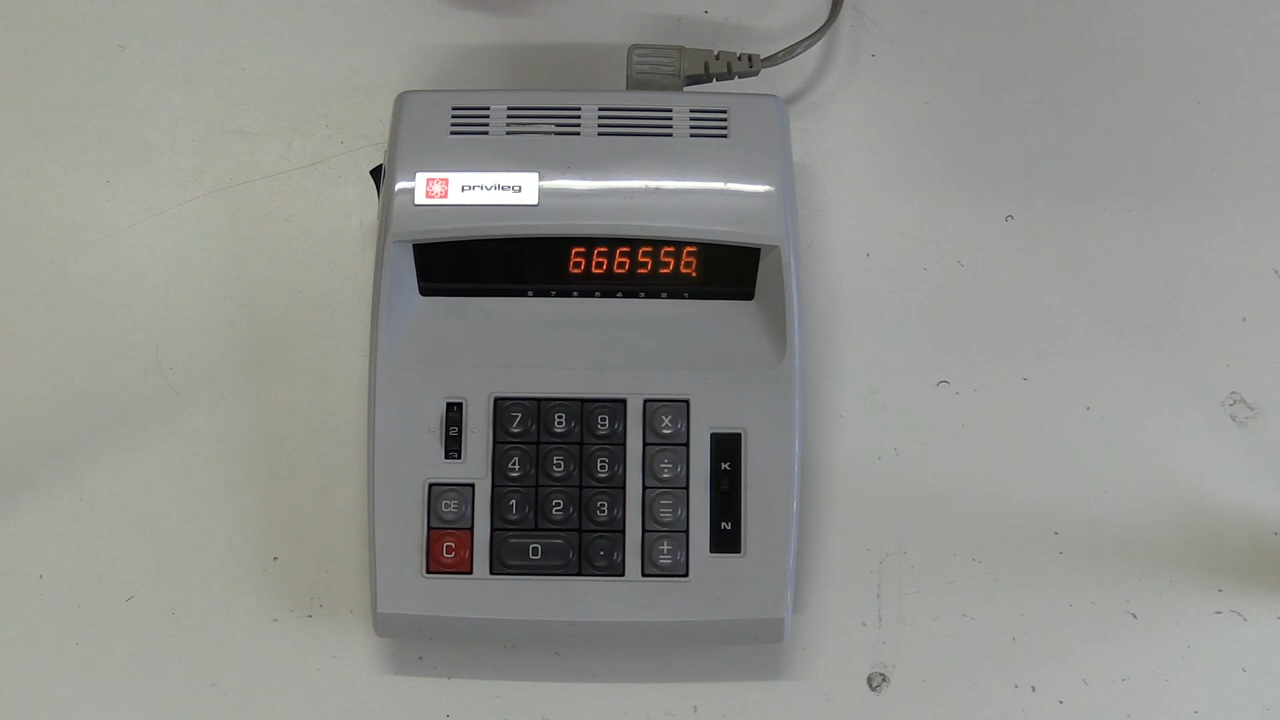 privileg
666556.
8 7 6 5 4 3 2 1
1
2
3
7 8 9 x
4 5 6 ÷
CE 1 2 3 =
C 0 . ±
K
N